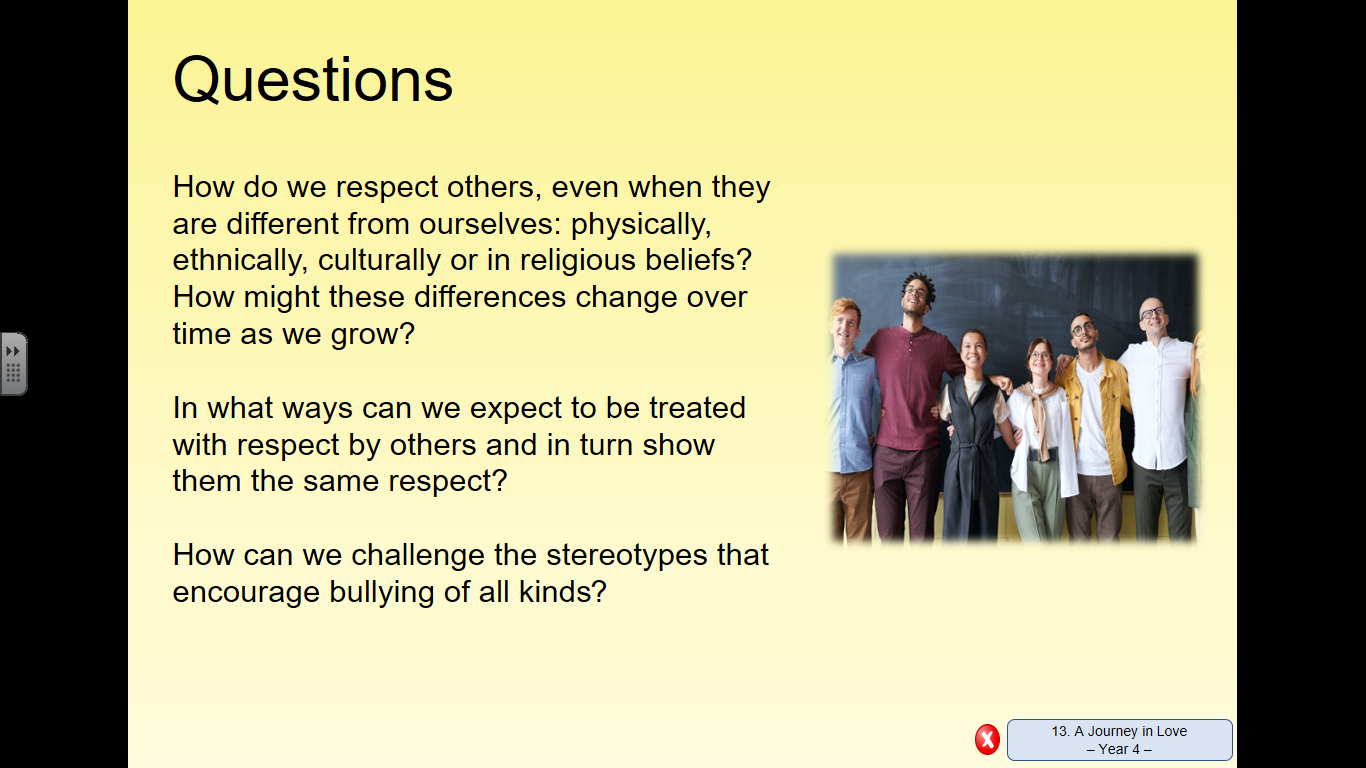 Questions
How do we respect others, even when they
are different from ourselves: physically,
ethnically, culturally or in religious beliefs?
How might these differences change over
time as we grow?
In what ways can we expect to be treated
with respect by others and in turn show
them the same respect?
How can we challenge the stereotypes that
encourage bullying of all kinds?
13. A Journey in Love
– Year 4 –